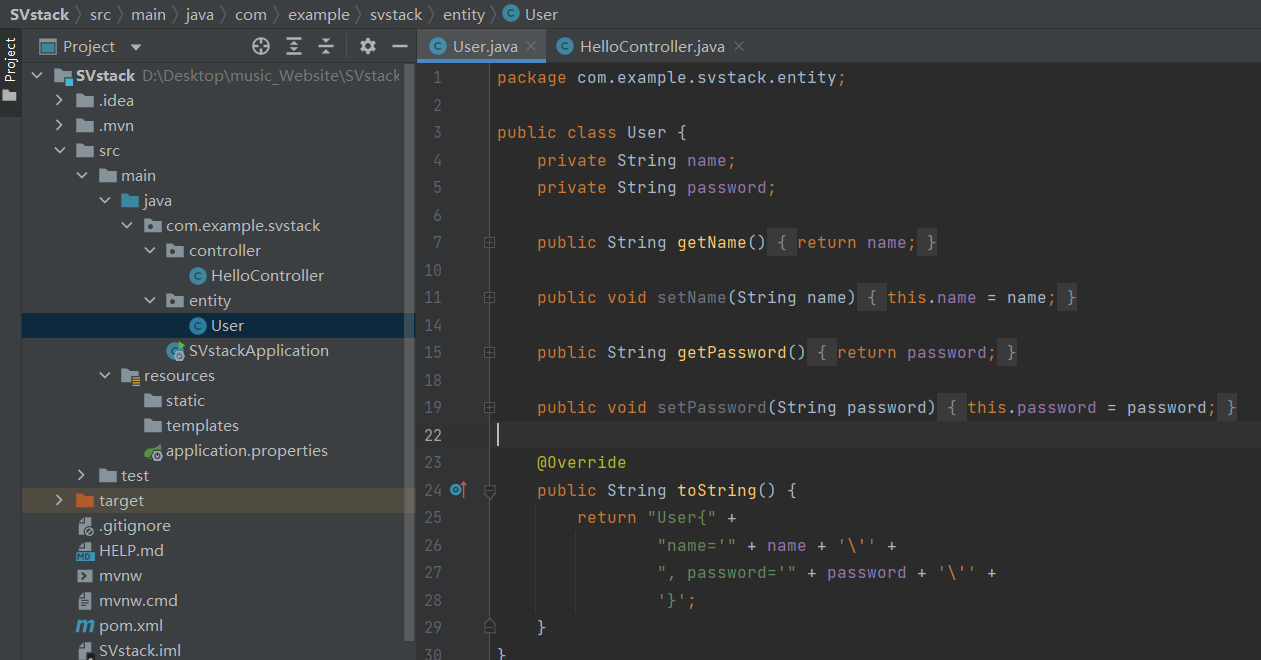 SVstack src main java com example svstack entity User
Project
Project
User.java HelloController.java
SVstack D:\Desktop\music_Website\SVstack
.idea
.mvn
src
main
java
com.example.svstack
controller
HelloController
entity
User
SVstackApplication
resources
static
templates
application.properties
test
target
.gitignore
HELP.md
mvnw
mvnw.cmd
pom.xml
SVstack.iml
1 package com.example.svstack.entity;
2
3 public class User {
4 private String name;
5 private String password;
6
7 public String getName() { return name; }
10
11 public void setName(String name) { this.name = name; }
14
15 public String getPassword() { return password; }
18
19 public void setPassword(String password) { this.password = password; }
22
23 @Override
24 public String toString() {
25 return "User{" +
26 "name='" + name + '\'' +
27 ", password='" + password + '\'' +
28 '}';
29 }
30 }